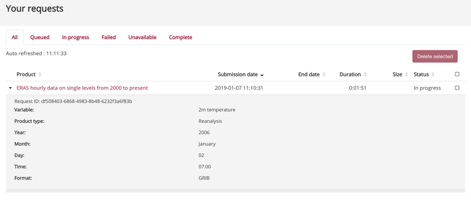 Your requests
All Queued In progress Failed Unavailable Complete
Auto refreshed : 11:11:33
Delete selected
Product Submission date End date Duration Size Status
ERA5 hourly data on single levels from 2000 to present 2019-01-07 11:10:31 0:01:51 In progress
Request ID: df508403-6868-4983-8b48-6232f3a6f83b
Variable: 2m temperature
Product type: Reanalysis
Year: 2006
Month: January
Day: 02
Time: 07:00
Format: GRIB